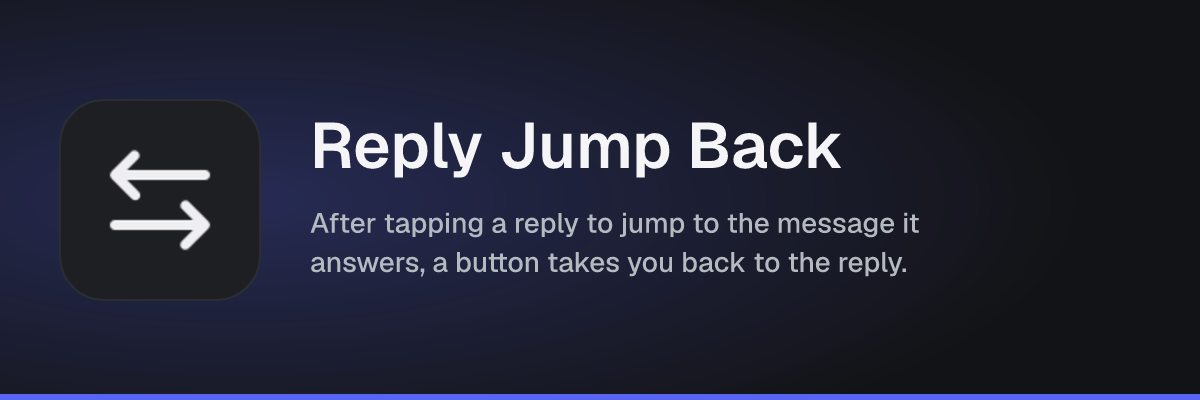 Reply Jump Back
After tapping a reply to jump to the message it
answers, a button takes you back to the reply.